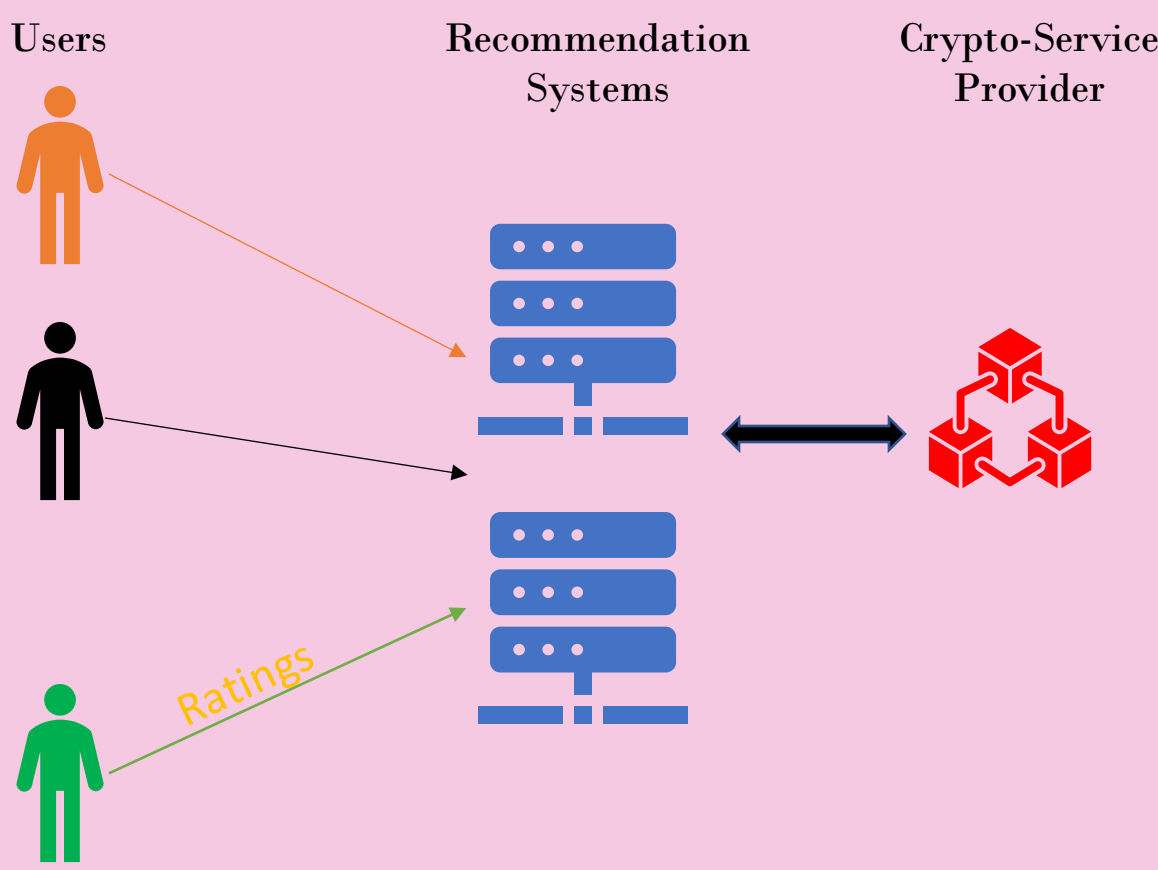 Users
Recommendation
Systems
Crypto-Service
Provider
Ratings